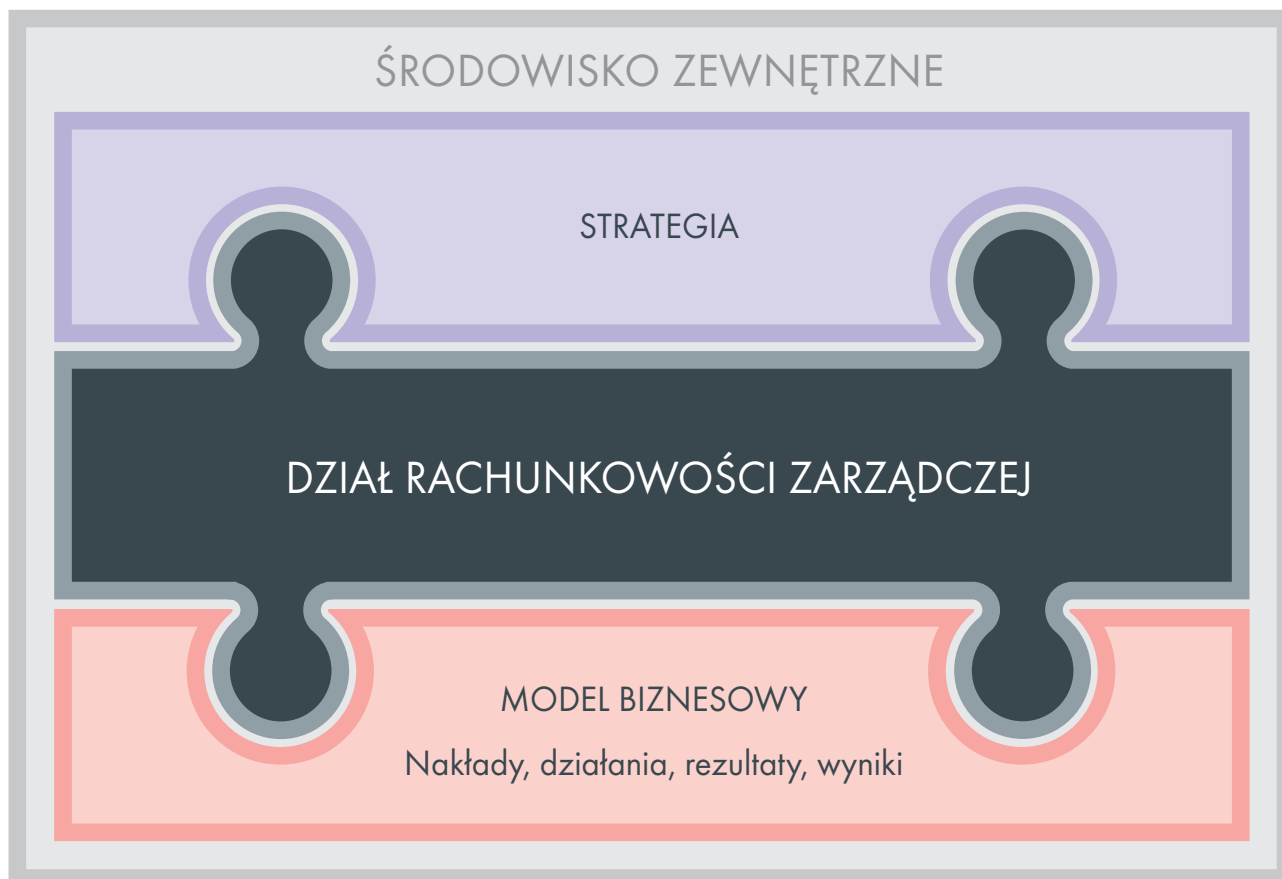 ŚRODOWISKO ZEWNĘTRZNE
STRATEGIA
DZIAŁ RACHUNKOWOŚCI ZARZĄDCZEJ
MODEL BIZNESOWY
Nakłady, działania, rezultaty, wyniki